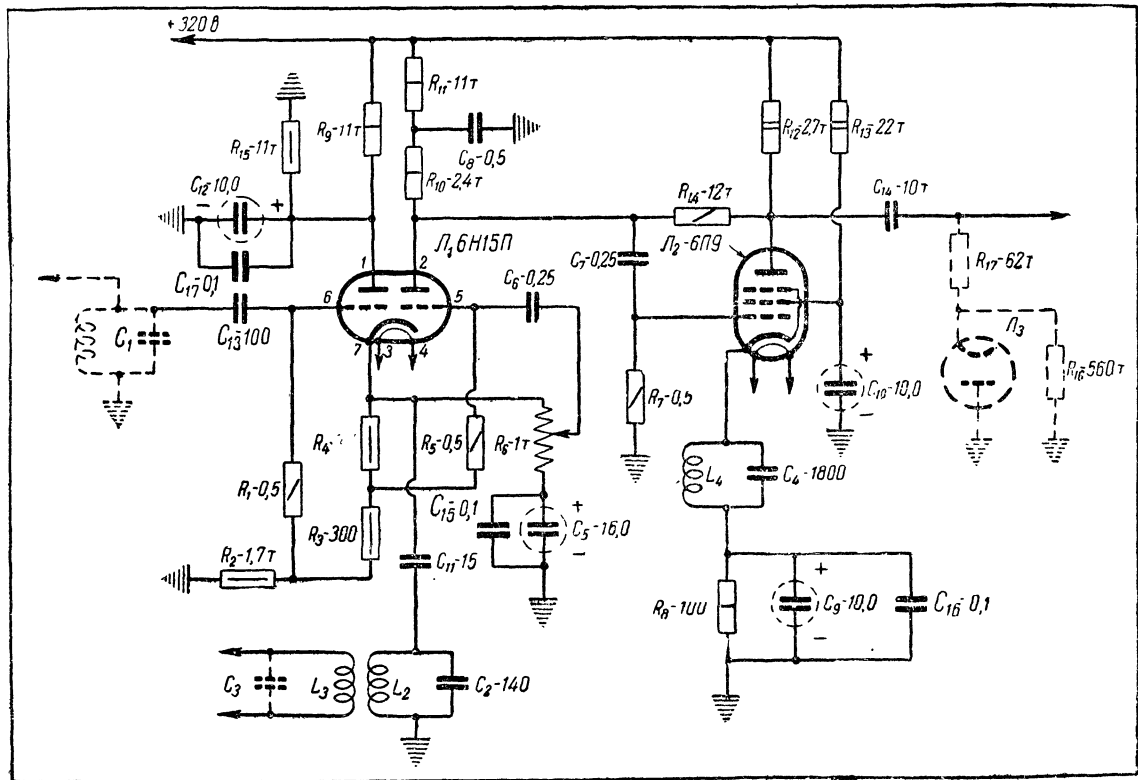 +320 В
R₁₁-11т
R₉-11т
R₁₂-2,7т
R₁₃-22т
R₁₅-11т
C₈-0,5
R₁₀-2,4т
C₁₂-10,0
−
+
R₁₄-12т
C₁₄-10т
Л₁ 6Н15П
Л₂-6П9
C₇-0,25
C₆-0,25
R₁₇-62т
C₁₇-0,1
1
2
6
5
C₁₃-100
C₁
7
3
4
Л₃
R₁₆-560т
+
C₁₀-10,0
−
R₇-0,5
R₄-
R₅-0,5
R₆-1т
L₄
C₄-1800
R₁-0,5
C₁₅-0,1
+
C₅-16,0
−
R₃-300
R₂-1,7т
C₁₁-15
+
R₈-100
C₉-10,0
C₁₆-0,1
−
C₃
L₃
L₂
C₂-140